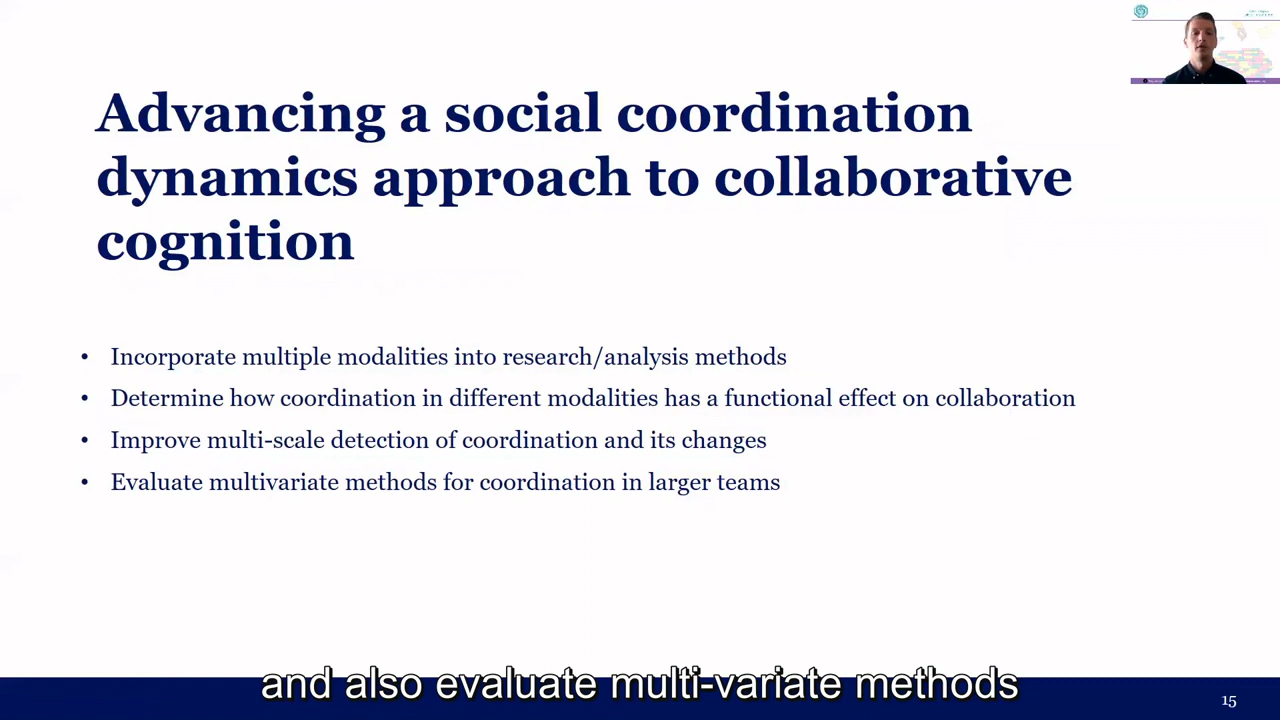 Advancing a social coordination
dynamics approach to collaborative
cognition
• Incorporate multiple modalities into research/analysis methods
• Determine how coordination in different modalities has a functional effect on collaboration
• Improve multi-scale detection of coordination and its changes
• Evaluate multivariate methods for coordination in larger teams
and also evaluate multi-variate methods
15